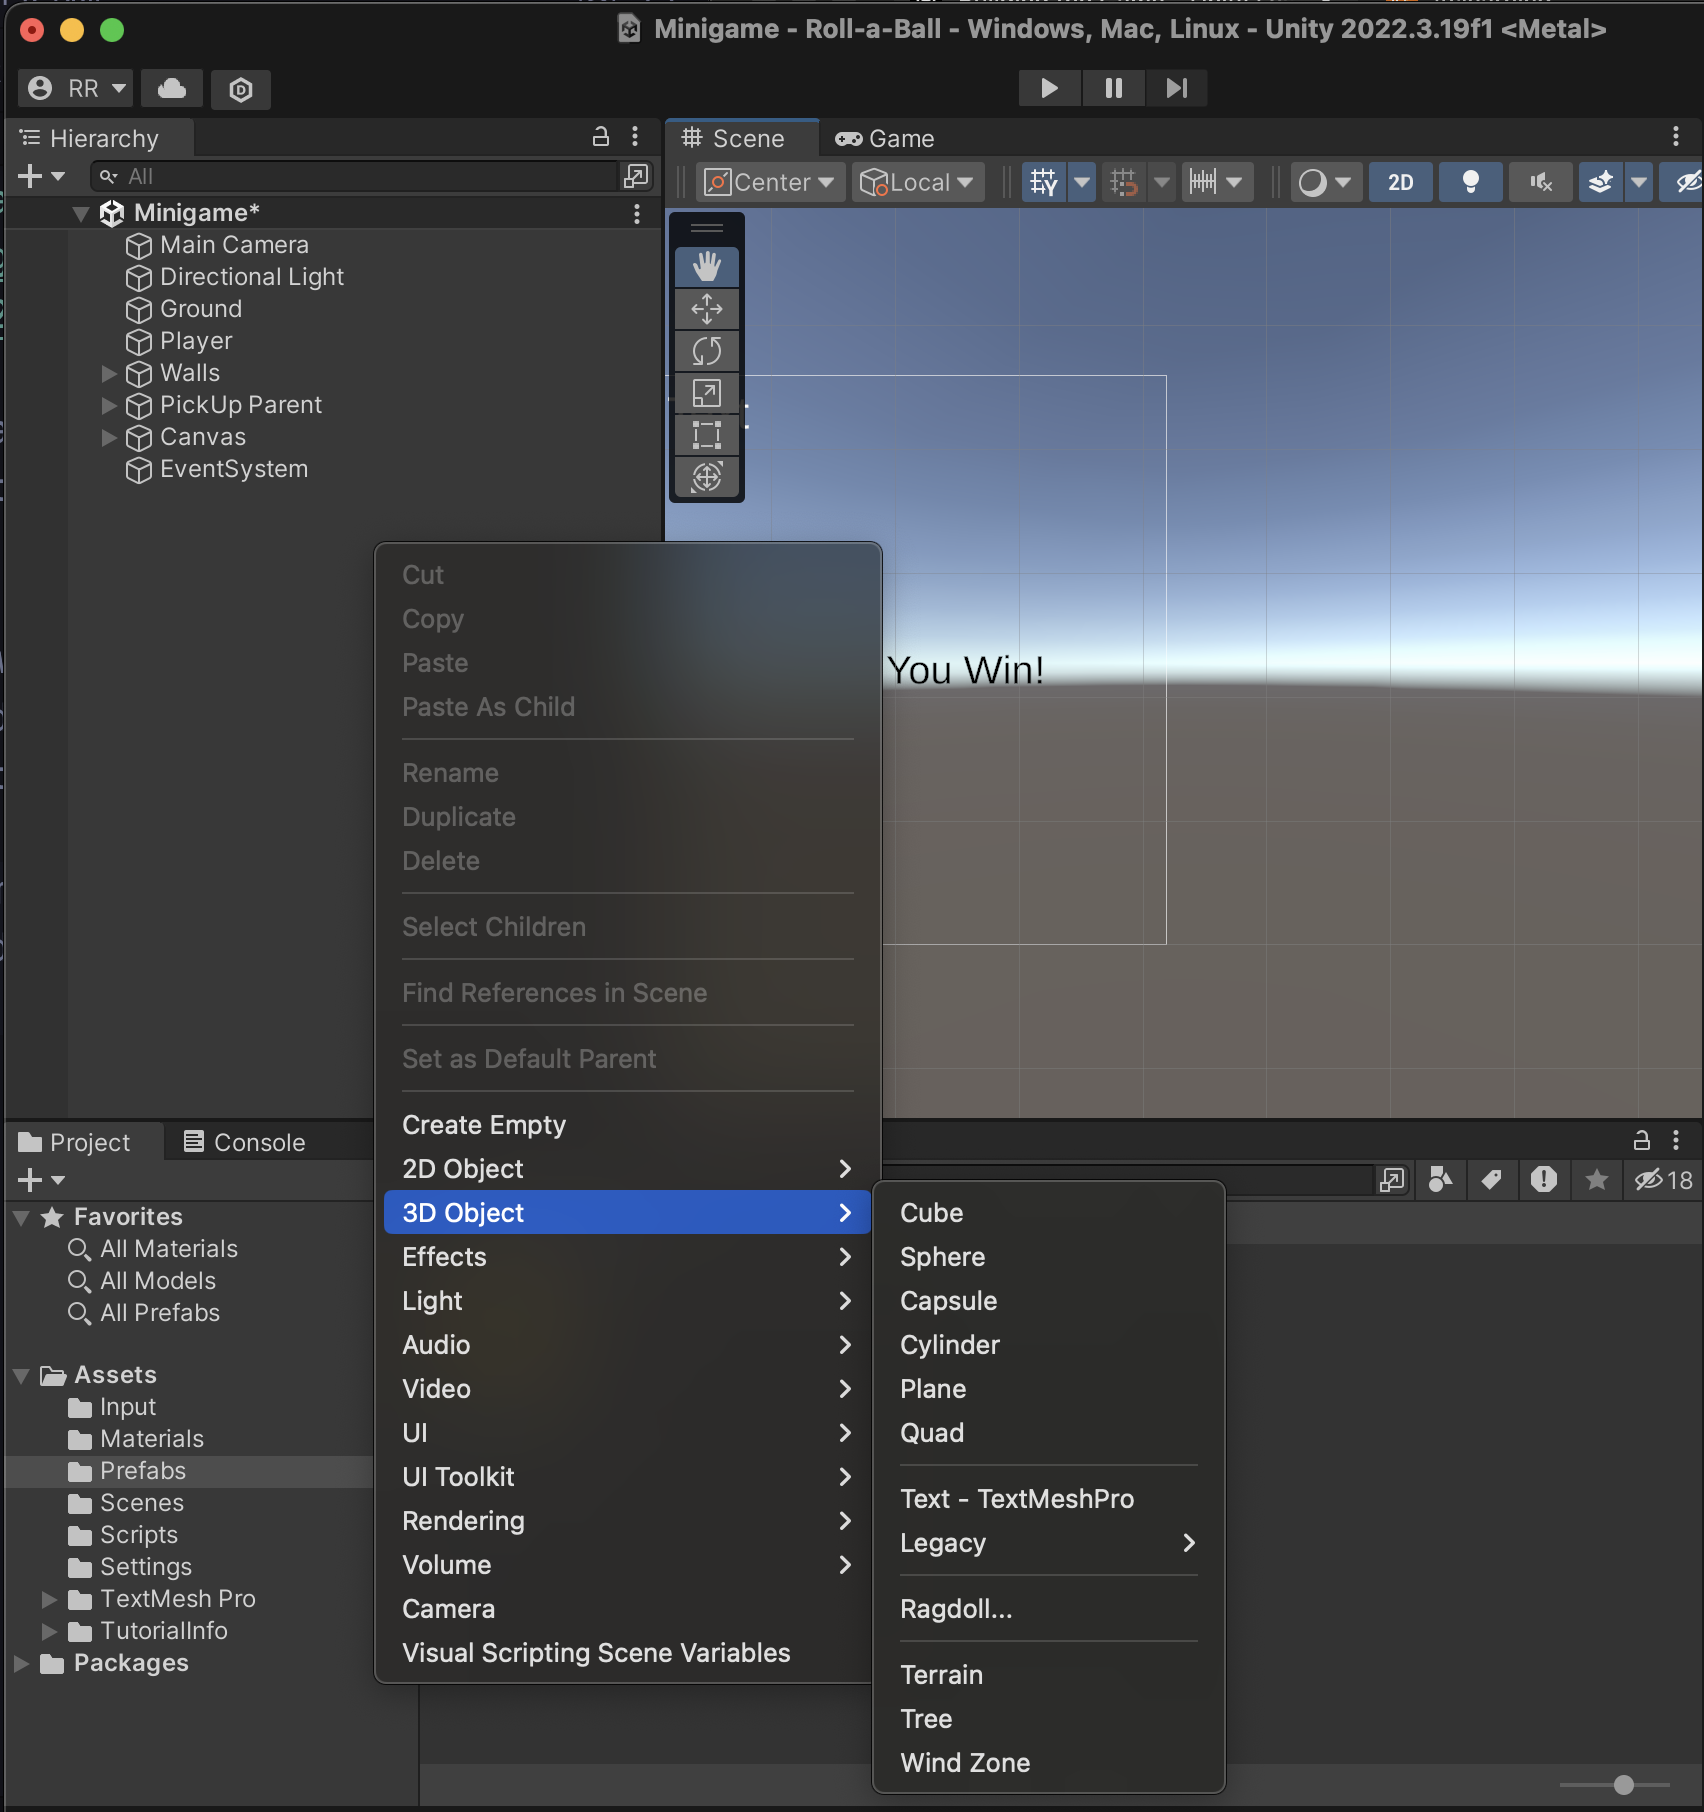 Minigame - Roll-a-Ball - Windows, Mac, Linux - Unity 2022.3.19f1 <Metal>
RR
Hierarchy
All
Minigame*
Main Camera
Directional Light
Ground
Player
Walls
PickUp Parent
Canvas
EventSystem
Scene
Game
Center
Local
2D
You Win!
Cut
Copy
Paste
Paste As Child
Rename
Duplicate
Delete
Select Children
Find References in Scene
Set as Default Parent
Create Empty
2D Object
3D Object
Effects
Light
Audio
Video
UI
UI Toolkit
Rendering
Volume
Camera
Visual Scripting Scene Variables
Cube
Sphere
Capsule
Cylinder
Plane
Quad
Text - TextMeshPro
Legacy
Ragdoll...
Terrain
Tree
Wind Zone
Project
Console
18
Favorites
All Materials
All Models
All Prefabs
Assets
Input
Materials
Prefabs
Scenes
Scripts
Settings
TextMesh Pro
TutorialInfo
Packages